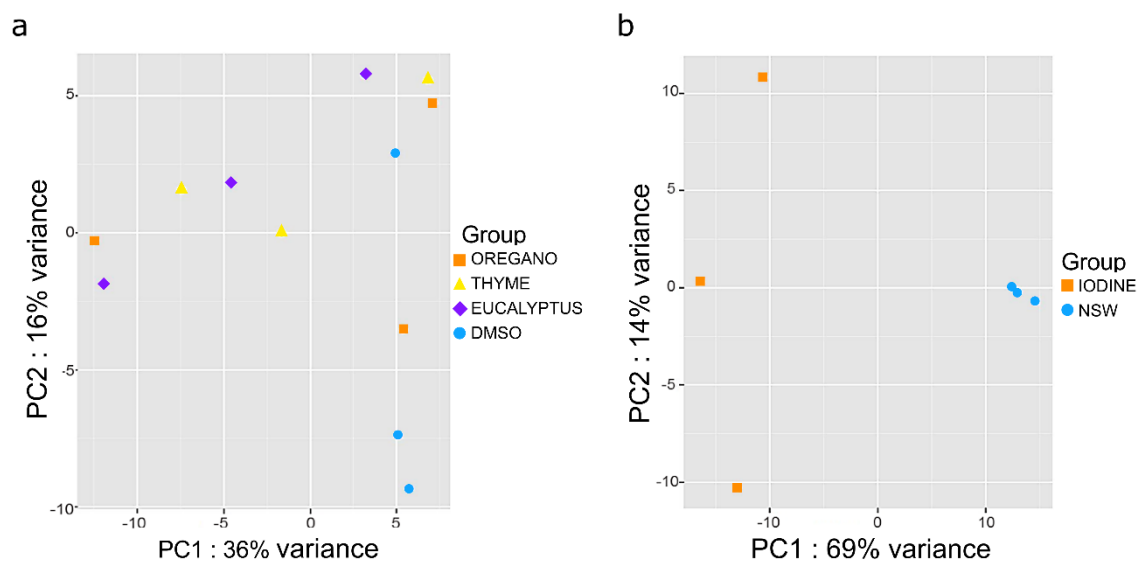 a
5
0
-5
-10
PC2 : 16% variance
-10
-5
0
5
PC1 : 36% variance
Group
OREGANO
THYME
EUCALYPTUS
DMSO
b
10
5
0
-5
-10
PC2 : 14% variance
-10
0
10
PC1 : 69% variance
Group
IODINE
NSW